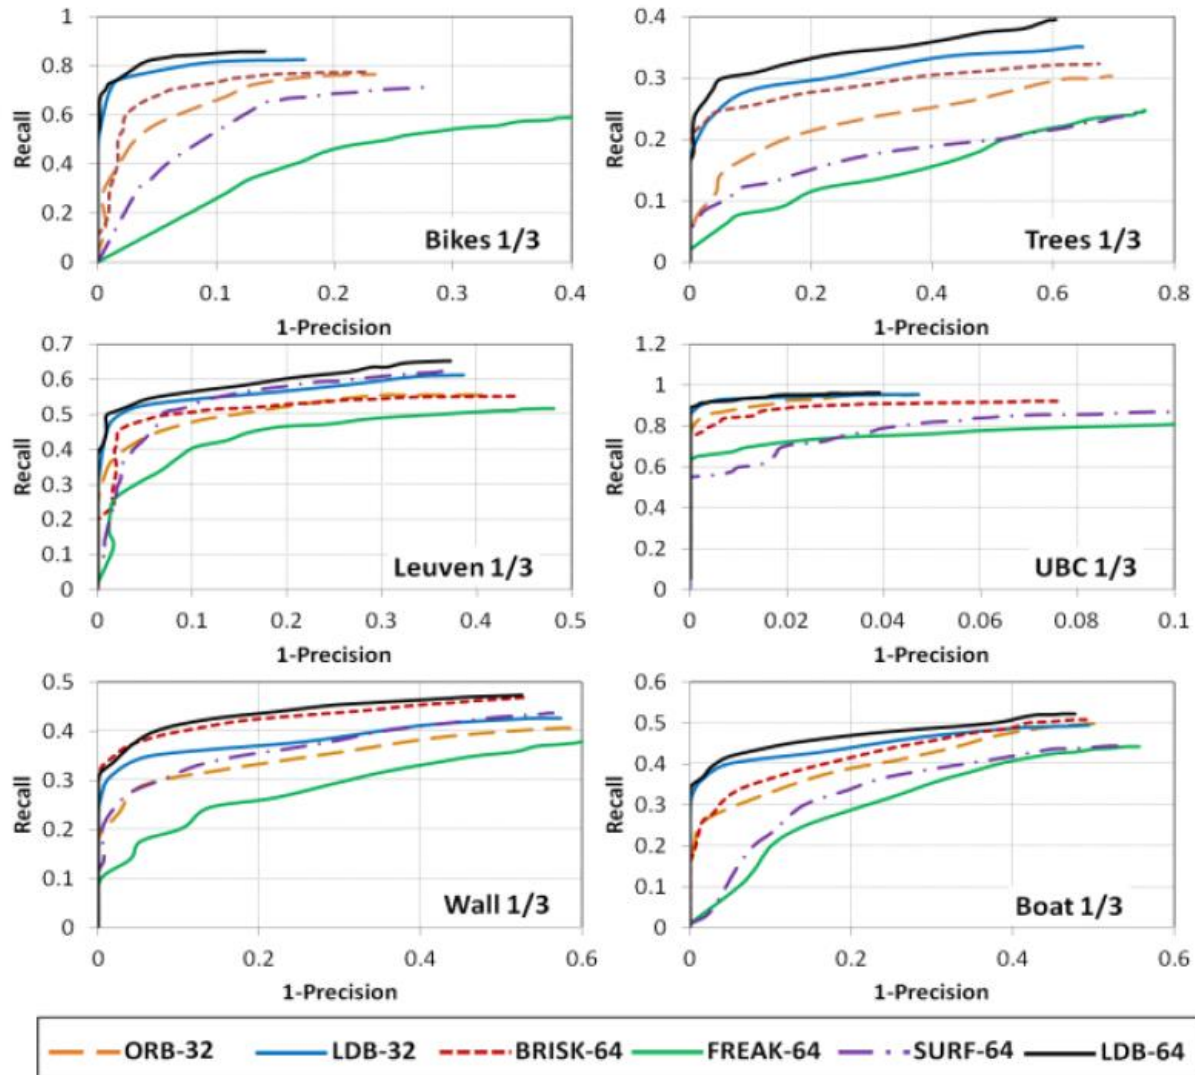 1
0.8
0.6
0.4
0.2
0
Recall
0 0.1 0.2 0.3 0.4
1-Precision
Bikes 1/3
0.4
0.3
0.2
0.1
0
Recall
0 0.2 0.4 0.6 0.8
1-Precision
Trees 1/3
0.7
0.6
0.5
0.4
0.3
0.2
0.1
0
Recall
0 0.1 0.2 0.3 0.4 0.5
1-Precision
Leuven 1/3
1.2
1
0.8
0.6
0.4
0.2
0
Recall
0 0.02 0.04 0.06 0.08 0.1
1-Precision
UBC 1/3
0.5
0.4
0.3
0.2
0.1
0
Recall
0 0.2 0.4 0.6
1-Precision
Wall 1/3
0.6
0.5
0.4
0.3
0.2
0.1
0
Recall
0 0.2 0.4 0.6
1-Precision
Boat 1/3
ORB-32 LDB-32 BRISK-64 FREAK-64 SURF-64 LDB-64